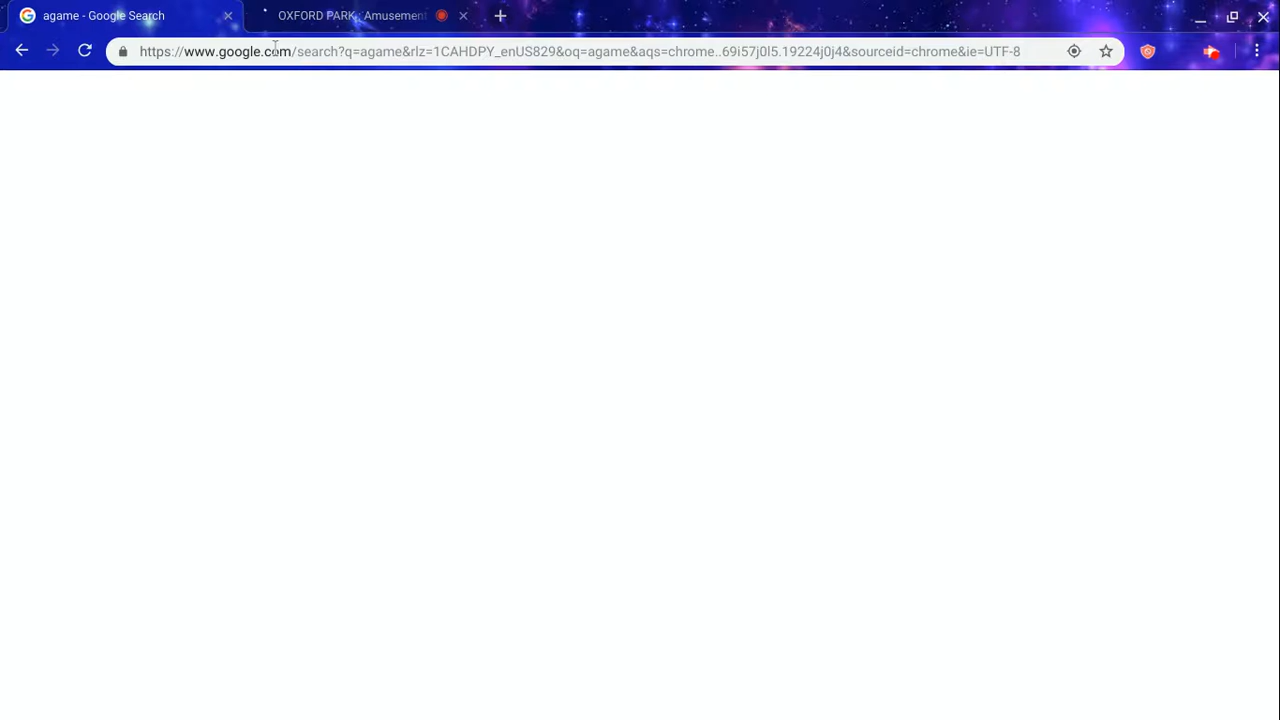 agame - Google Search
OXFORD PARK : Amusement
https://www.google.com/search?q=agame&rlz=1CAHDPY_enUS829&oq=agame&aqs=chrome..69i57j0l5.19224j0j4&sourceid=chrome&ie=UTF-8